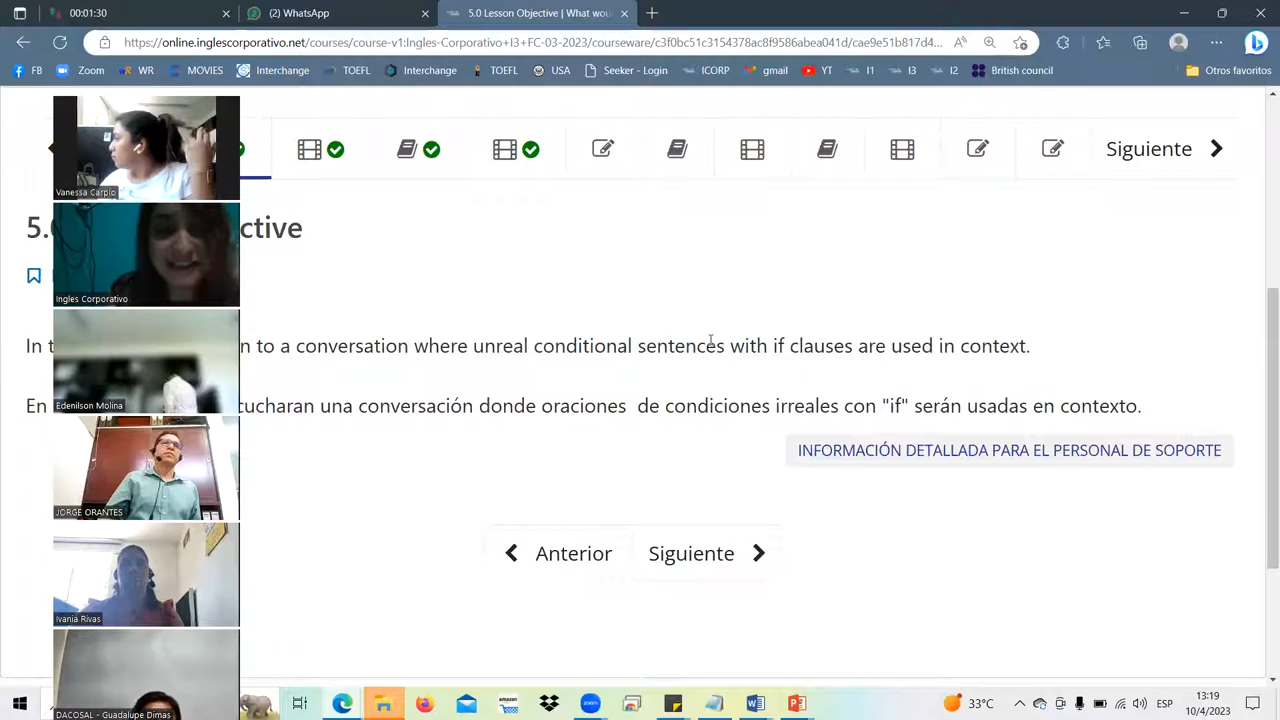 00:01:30
(2) WhatsApp
5.0 Lesson Objective | What wou
https://online.inglescorporativo.net/courses/course-v1:Ingles-Corporativo+I3+FC-03-2023/courseware/c3f0bc51c3154378ac8f9586abea041d/cae9e51b817d4...
FB
Zoom
WR
MOVIES
Interchange
TOEFL
Interchange
TOEFL
USA
Seeker - Login
ICORP
gmail
YT
I1
I3
I2
British council
Otros favoritos
Siguiente
Vanessa Carpio
5. ctive
Ingles Corporativo
In t n to a conversation where unreal conditional sentences with if clauses are used in context.
En cucharan una conversación donde oraciones de condiciones irreales con "if" serán usadas en contexto.
Edenilson Molina
INFORMACIÓN DETALLADA PARA EL PERSONAL DE SOPORTE
JORGE ORANTES
Anterior Siguiente
Ivania Rivas
DACOSAL - Guadalupe Dimas
33°C
ESP
13:19
10/4/2023